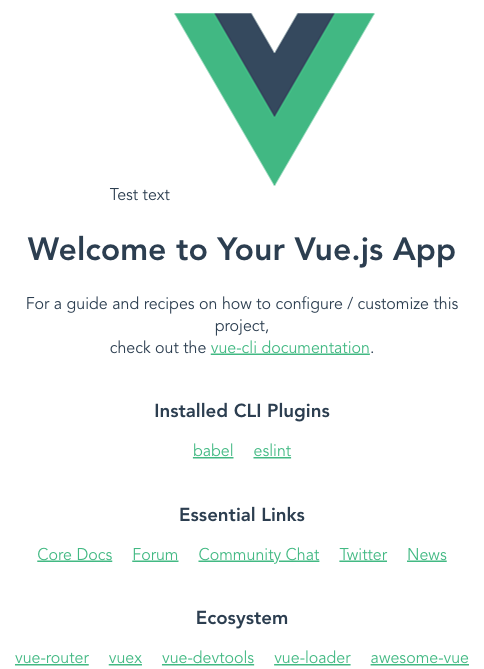 Test text
Welcome to Your Vue.js App
For a guide and recipes on how to configure / customize this
project,
check out the vue-cli documentation.
Installed CLI Plugins
babel eslint
Essential Links
Core Docs Forum Community Chat Twitter News
Ecosystem
vue-router vuex vue-devtools vue-loader awesome-vue